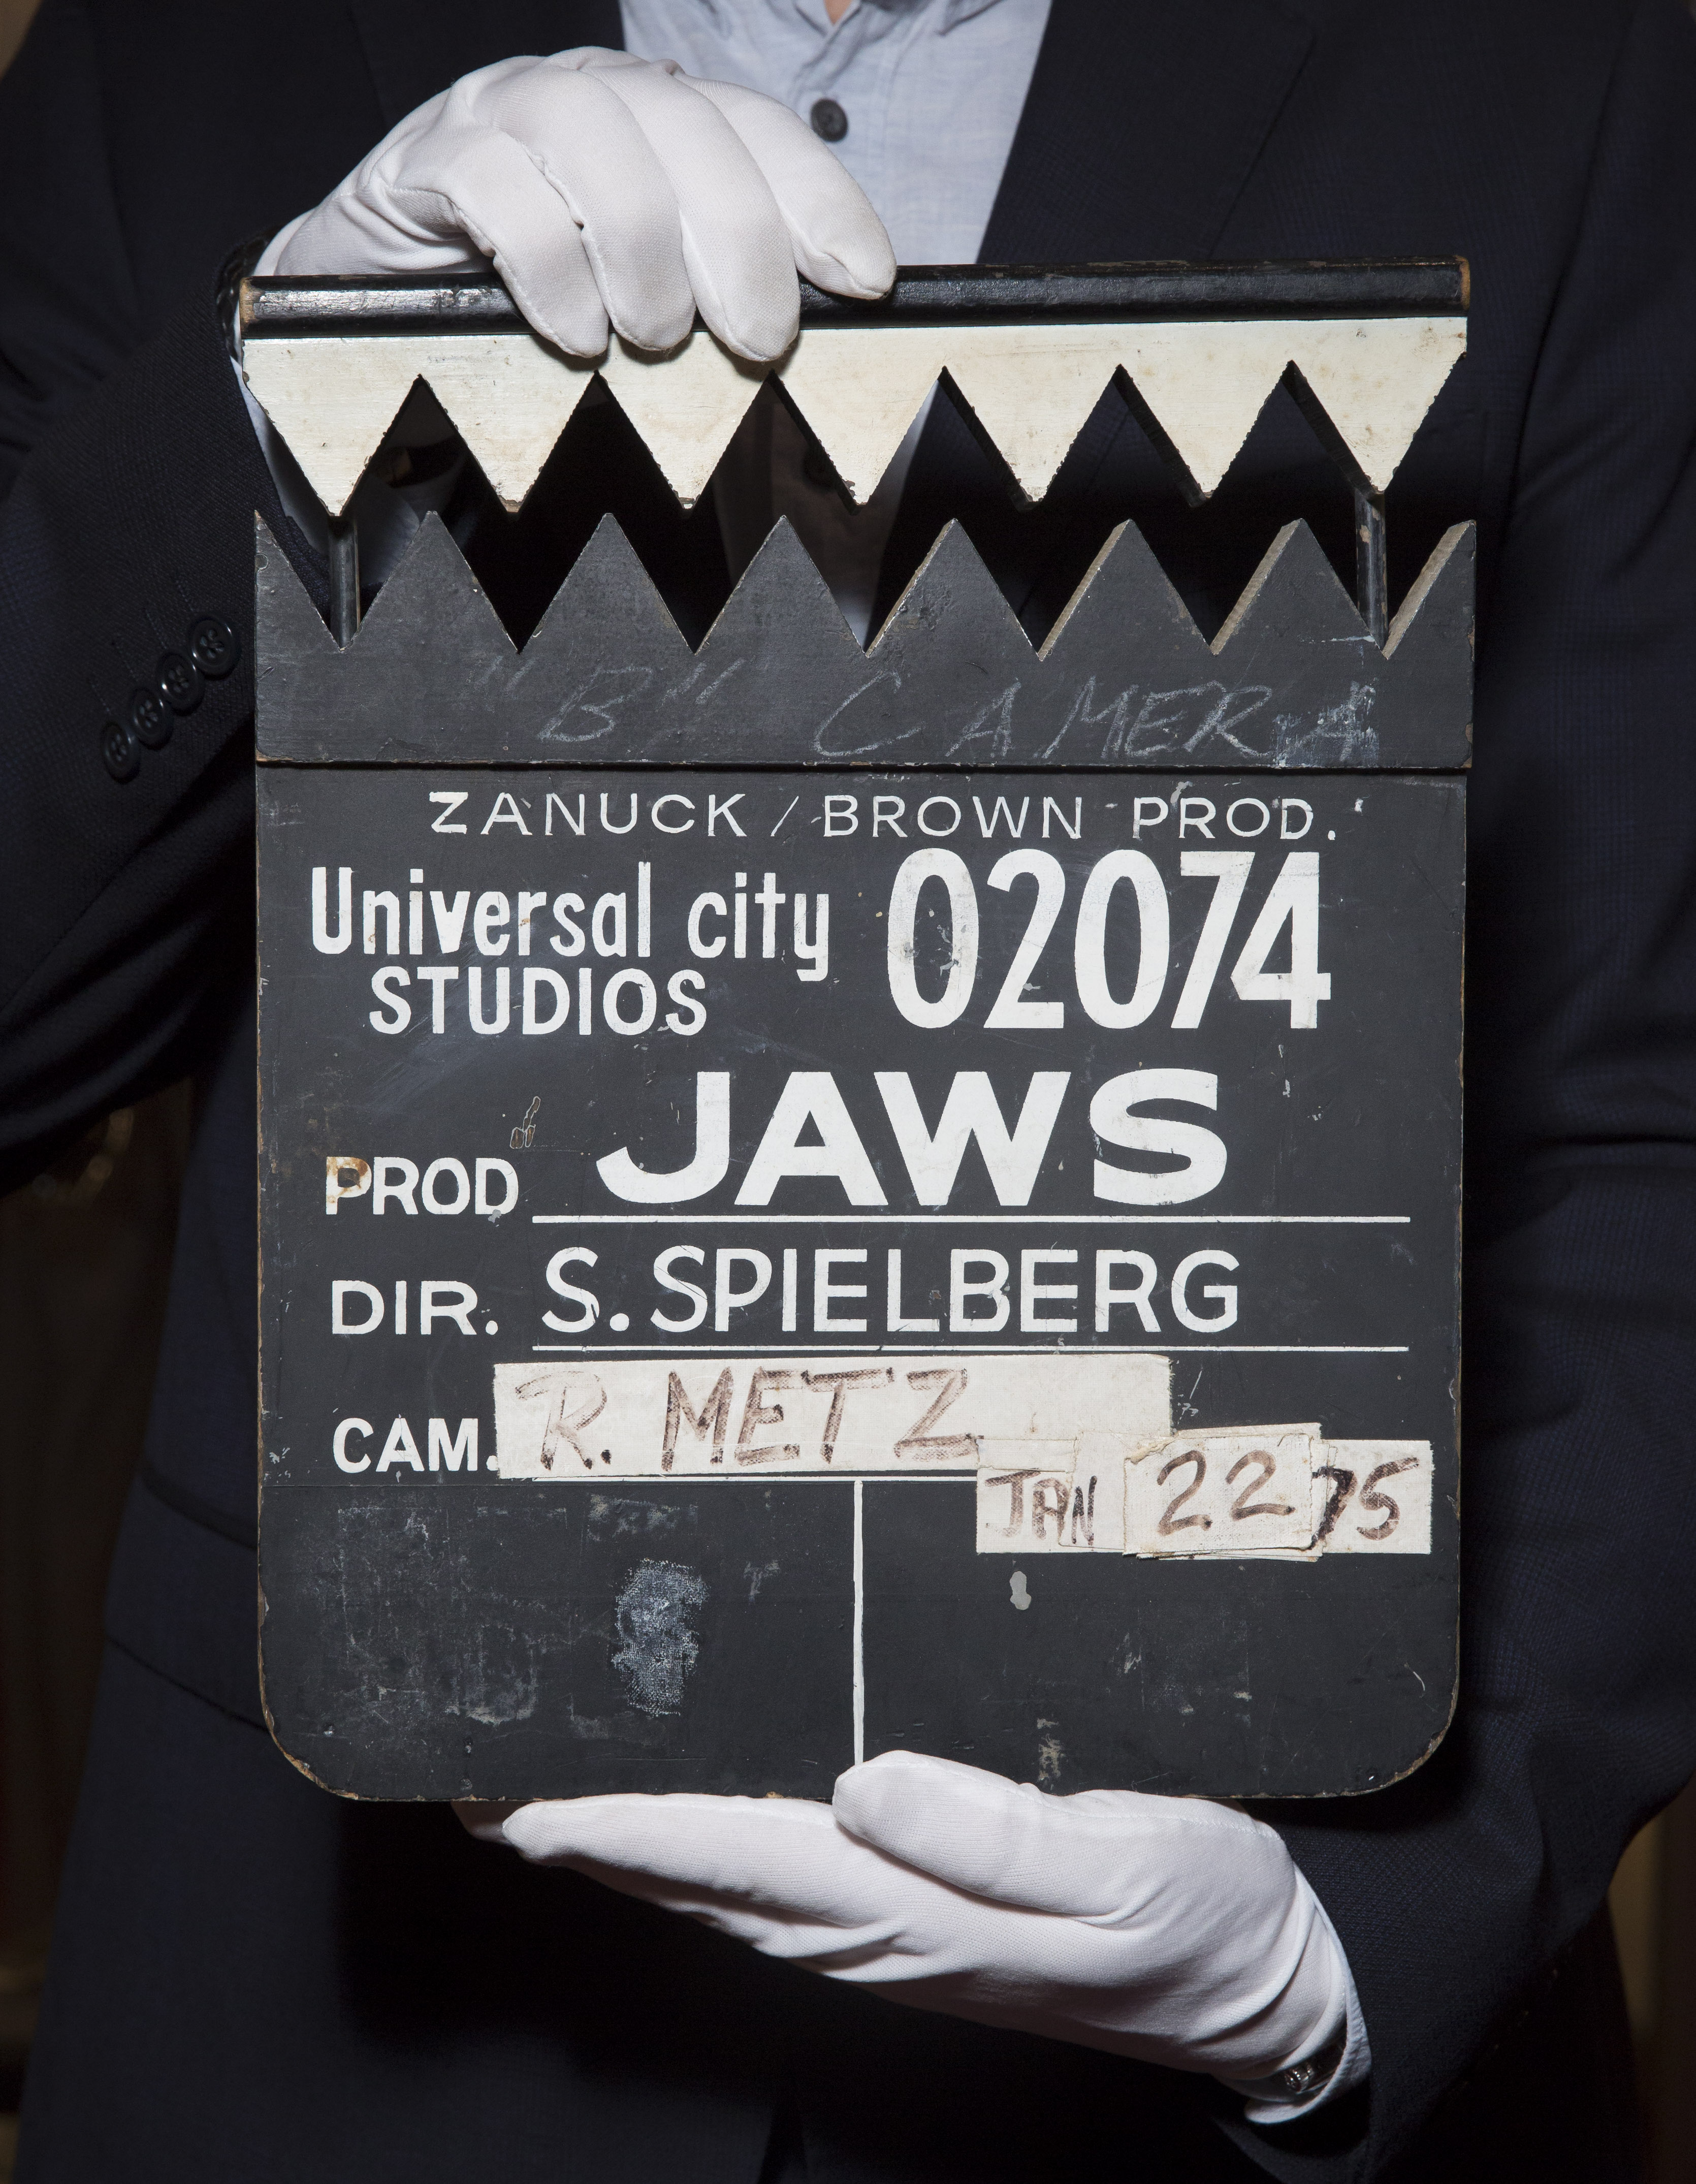 "B" CAMERA
ZANUCK / BROWN PROD.
Universal city 02074
STUDIOS
PROD JAWS
DIR. S. SPIELBERG
CAM. R. METZ
JAN 22 75